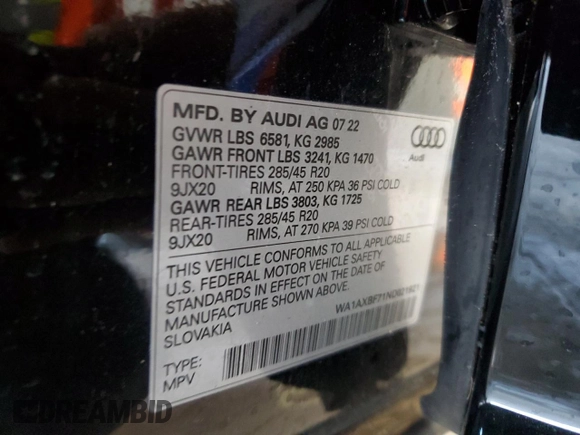 MFD. BY AUDI AG 07 22
GVWR LBS 6581, KG 2985
GAWR FRONT LBS 3241, KG 1470
FRONT-TIRES 285/45 R20
9JX20 RIMS, AT 250 KPA 36 PSI COLD
GAWR REAR LBS 3803, KG 1725
REAR-TIRES 285/45 R20
9JX20 RIMS, AT 270 KPA 39 PSI COLD
Audi
THIS VEHICLE CONFORMS TO ALL APPLICABLE
U.S. FEDERAL MOTOR VEHICLE SAFETY
STANDARDS IN EFFECT ON THE DATE OF
MANUFACTURE SHOWN ABOVE.
SLOVAKIA
TYPE:
MPV
DREAMBID